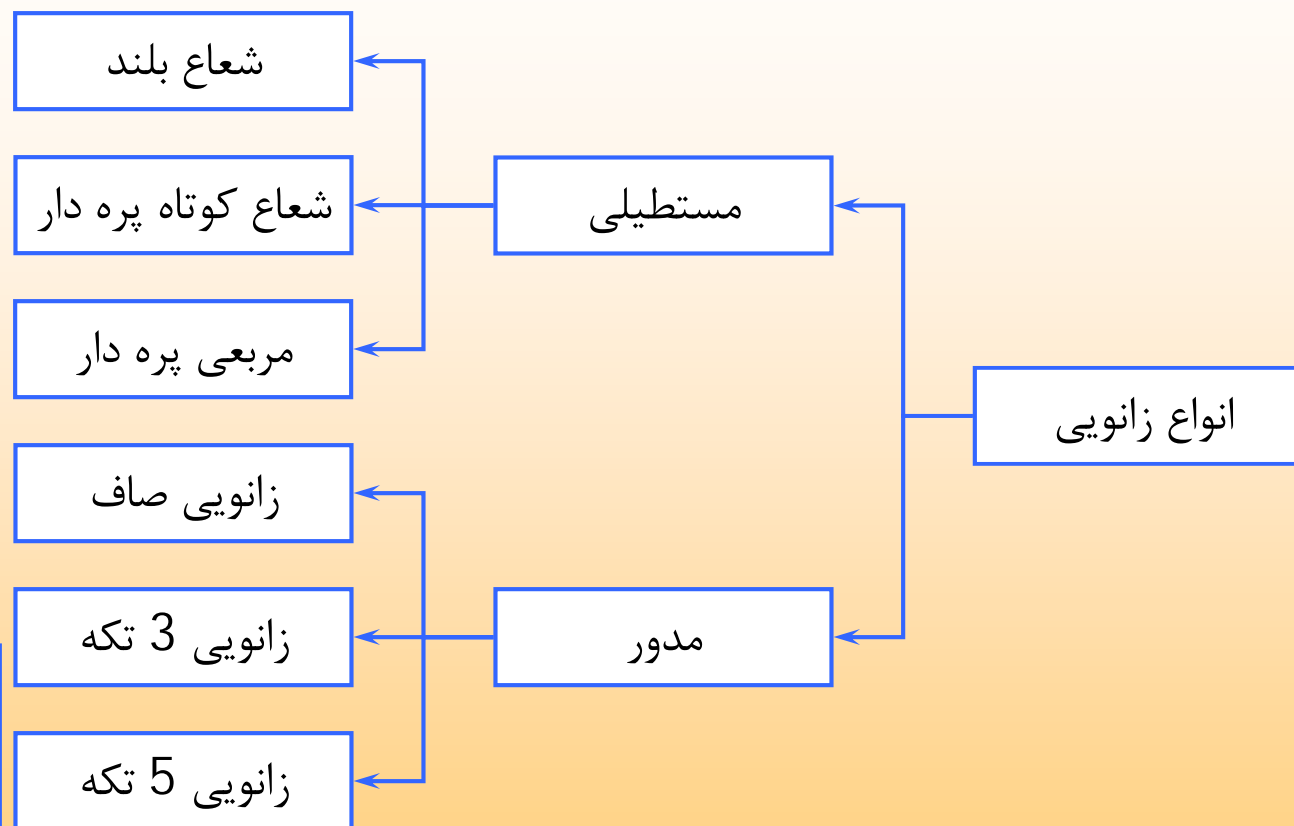 انواع زانویی
مستطیلی
شعاع بلند
شعاع کوتاه پره دار
مربعی پره دار
مدور
زانویی صاف
زانویی 3 تکه
زانویی 5 تکه